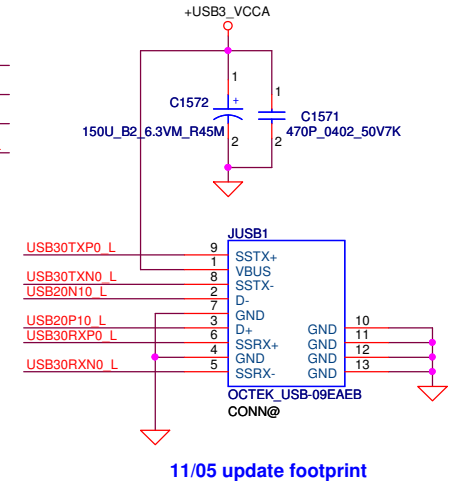 +USB3_VCCA
1
1
C1572
+
C1571
150U_B2_6.3VM_R45M
470P_0402_50V7K
2
2
JUSB1
USB30TXP0_L 9 SSTX+
1 VBUS
USB30TXN0_L 8 SSTX-
USB20N10_L 2 D-
7 GND
USB20P10_L 3 D+ GND 10
USB30RXP0_L 6 SSRX+ GND 11
4 GND GND 12
USB30RXN0_L 5 SSRX- GND 13
OCTEK_USB-09EAEB
CONN@
11/05 update footprint